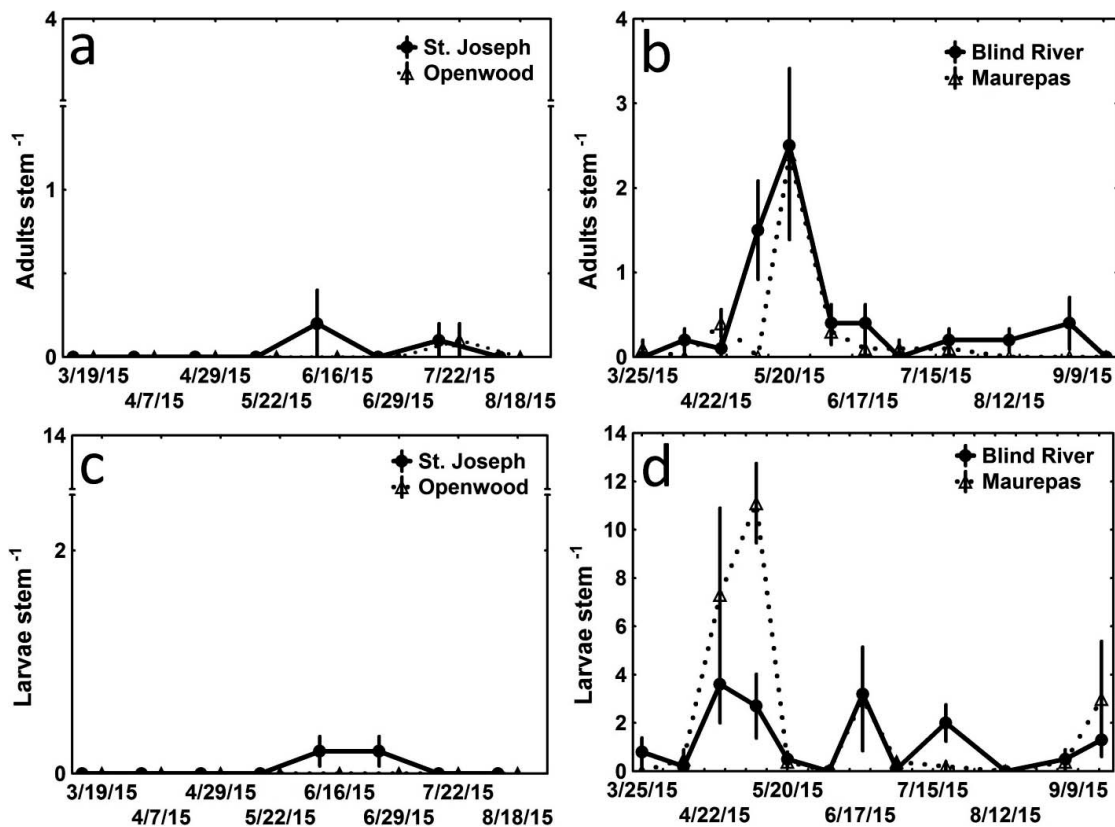 a
St. Joseph
Openwood
Adults stem -1
4
1
0
3/19/15 4/29/15 5/22/15 6/16/15 6/29/15 7/22/15 8/18/15
4/7/15
b
Blind River
Maurepas
Adults stem -1
4
3
2
1
0
3/25/15 5/20/15 7/15/15 9/9/15
4/22/15 6/17/15 8/12/15
c
St. Joseph
Openwood
Larvae stem -1
14
2
0
3/19/15 4/29/15 6/16/15 7/22/15
4/7/15 5/22/15 6/29/15 8/18/15
d
Blind River
Maurepas
Larvae stem -1
14
12
10
8
6
4
2
0
3/25/15 5/20/15 7/15/15 9/9/15
4/22/15 6/17/15 8/12/15